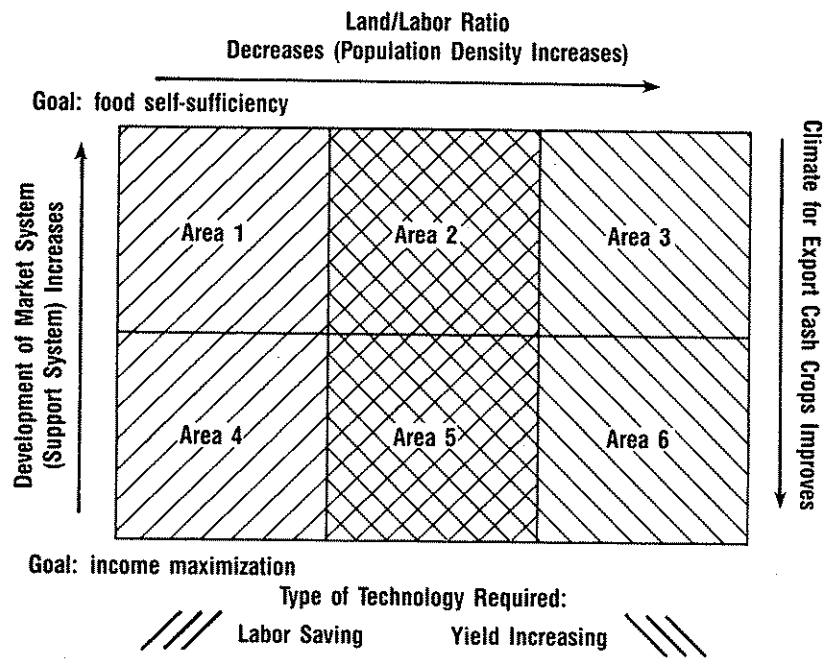 Land/Labor Ratio
Decreases (Population Density Increases)
Goal: food self-sufficiency
Development of Market System
(Support System) Increases
Climate for Export Cash Crops Improves
Area 1
Area 2
Area 3
Area 4
Area 5
Area 6
Goal: income maximization
Type of Technology Required:
Labor Saving
Yield Increasing